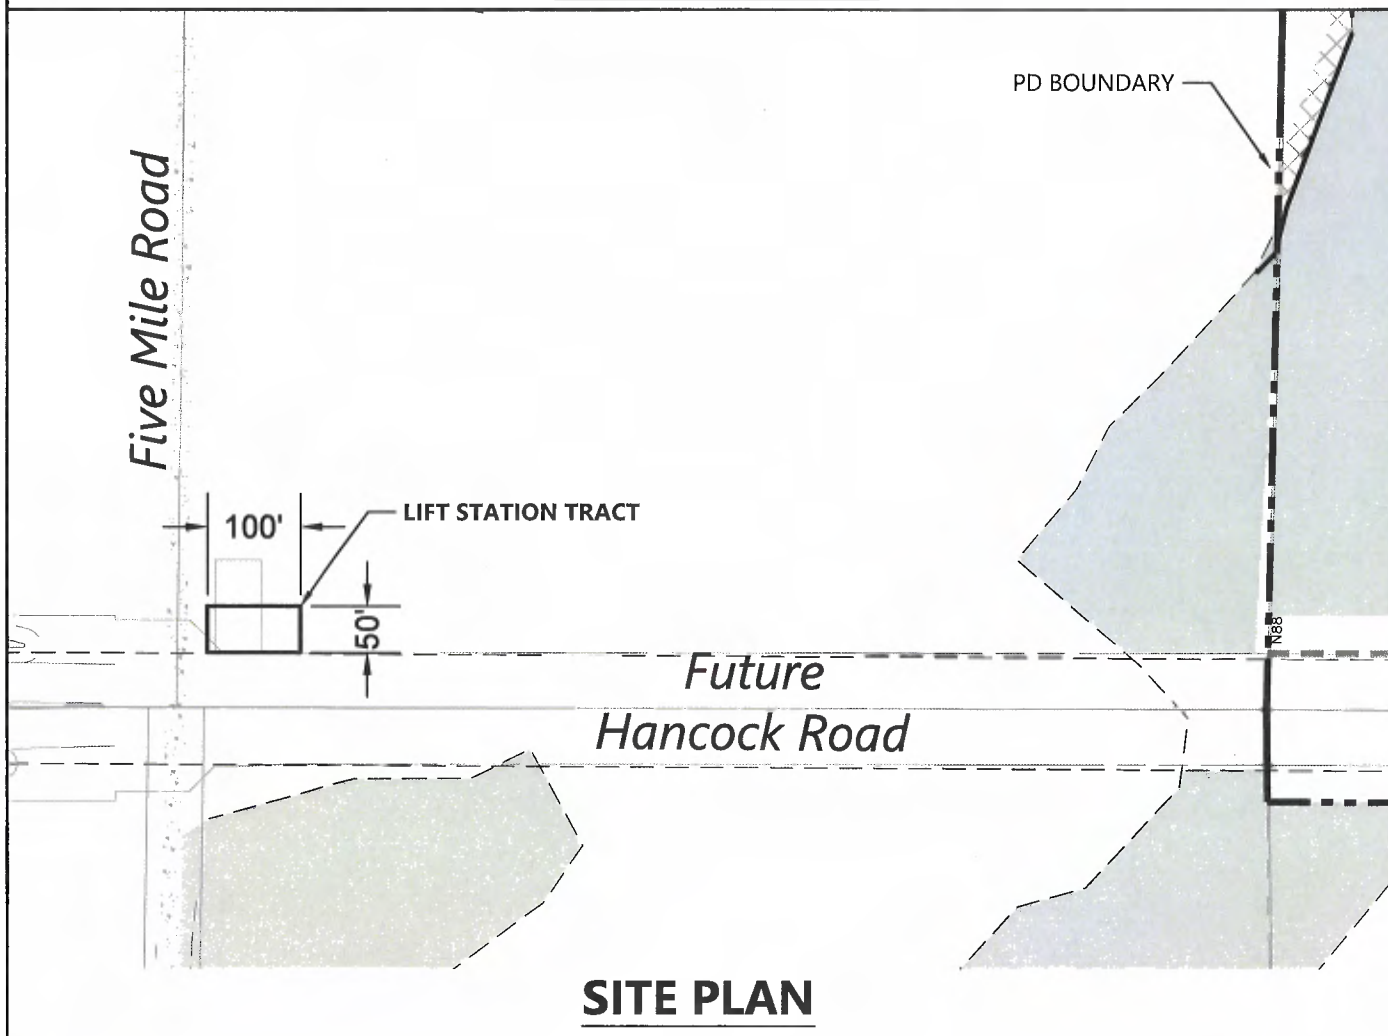 PD BOUNDARY
Five Mile Road
100'
LIFT STATION TRACT
50'
N88
Future
Hancock Road
SITE PLAN